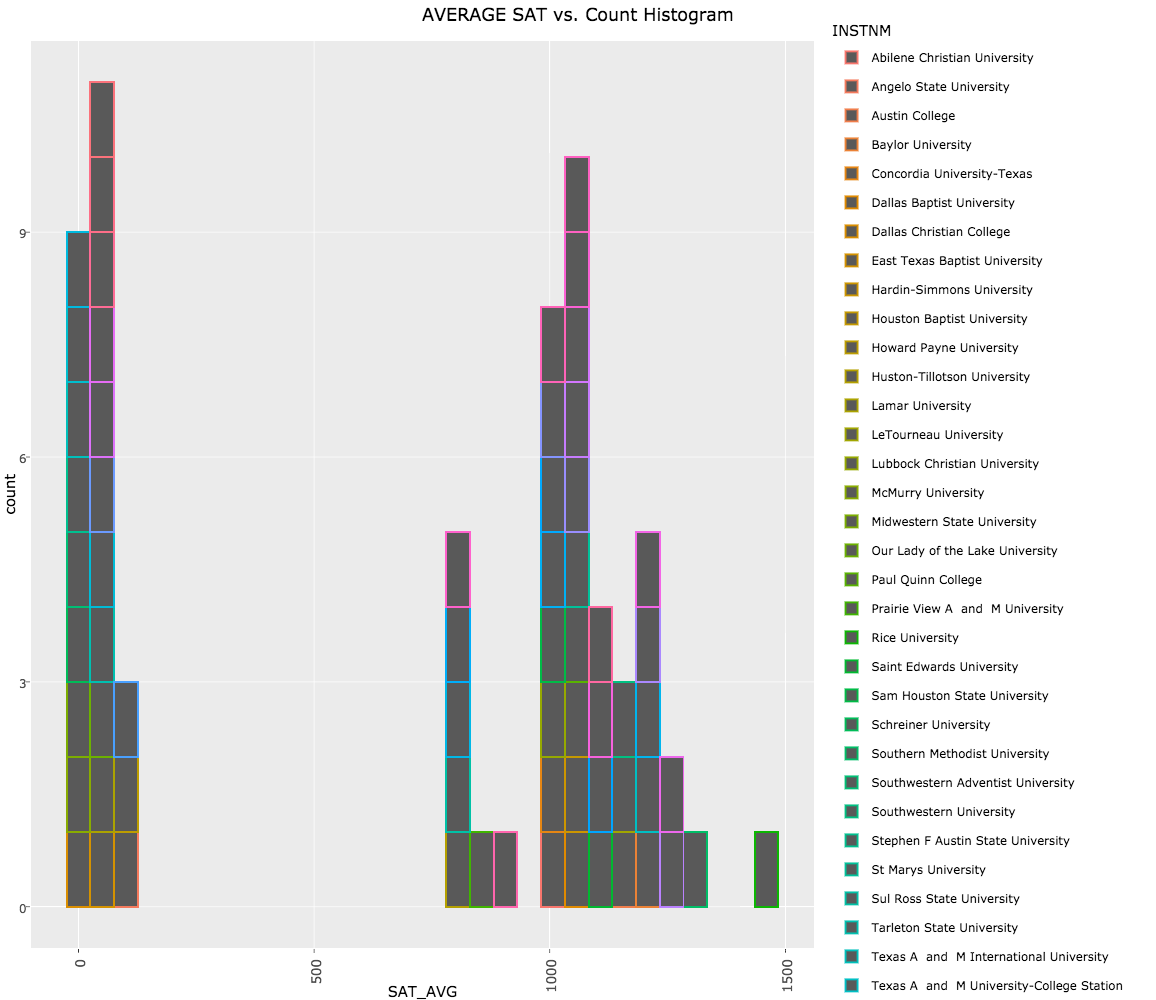 AVERAGE SAT vs. Count Histogram
INSTNM
Abilene Christian University
Angelo State University
Austin College
Baylor University
Concordia University-Texas
Dallas Baptist University
Dallas Christian College
East Texas Baptist University
Hardin-Simmons University
Houston Baptist University
Howard Payne University
Huston-Tillotson University
Lamar University
LeTourneau University
Lubbock Christian University
McMurry University
Midwestern State University
Our Lady of the Lake University
Paul Quinn College
Prairie View A  and  M University
Rice University
Saint Edwards University
Sam Houston State University
Schreiner University
Southern Methodist University
Southwestern Adventist University
Southwestern University
Stephen F Austin State University
St Marys University
Sul Ross State University
Tarleton State University
Texas A  and  M International University
Texas A  and  M University-College Station
count
9
6
3
0
0
500
1000
1500
SAT_AVG